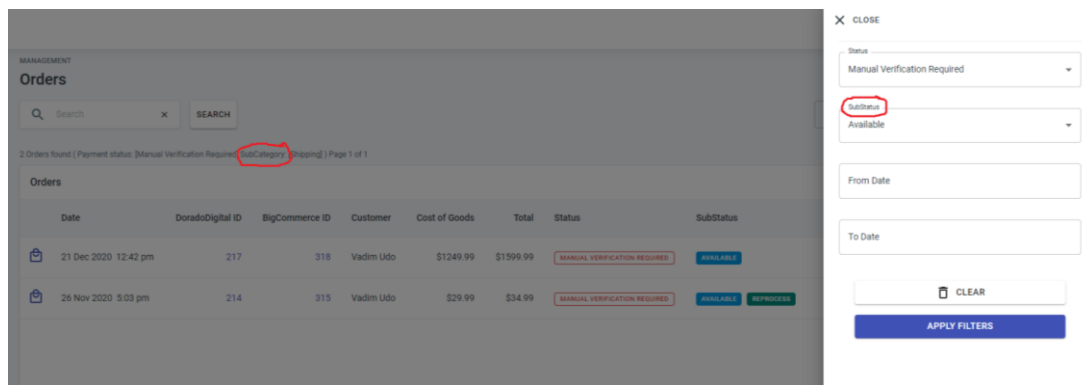 CLOSE
MANAGEMENT
Orders
Search
SEARCH
2 Orders found ( Payment status: [Manual Verification Required] SubCategory: [Shipping] ) Page 1 of 1
Orders
Date DoradoDigital ID BigCommerce ID Customer Cost of Goods Total Status SubStatus
21 Dec 2020 12:42 pm 217 318 Vadim Udo $1249.99 $1599.99 MANUAL VERIFICATION REQUIRED AVAILABLE
26 Nov 2020 5:03 pm 214 315 Vadim Udo $29.99 $34.99 MANUAL VERIFICATION REQUIRED AVAILABLE REPROCESS
Status
Manual Verification Required
SubStatus
Available
From Date
To Date
CLEAR
APPLY FILTERS